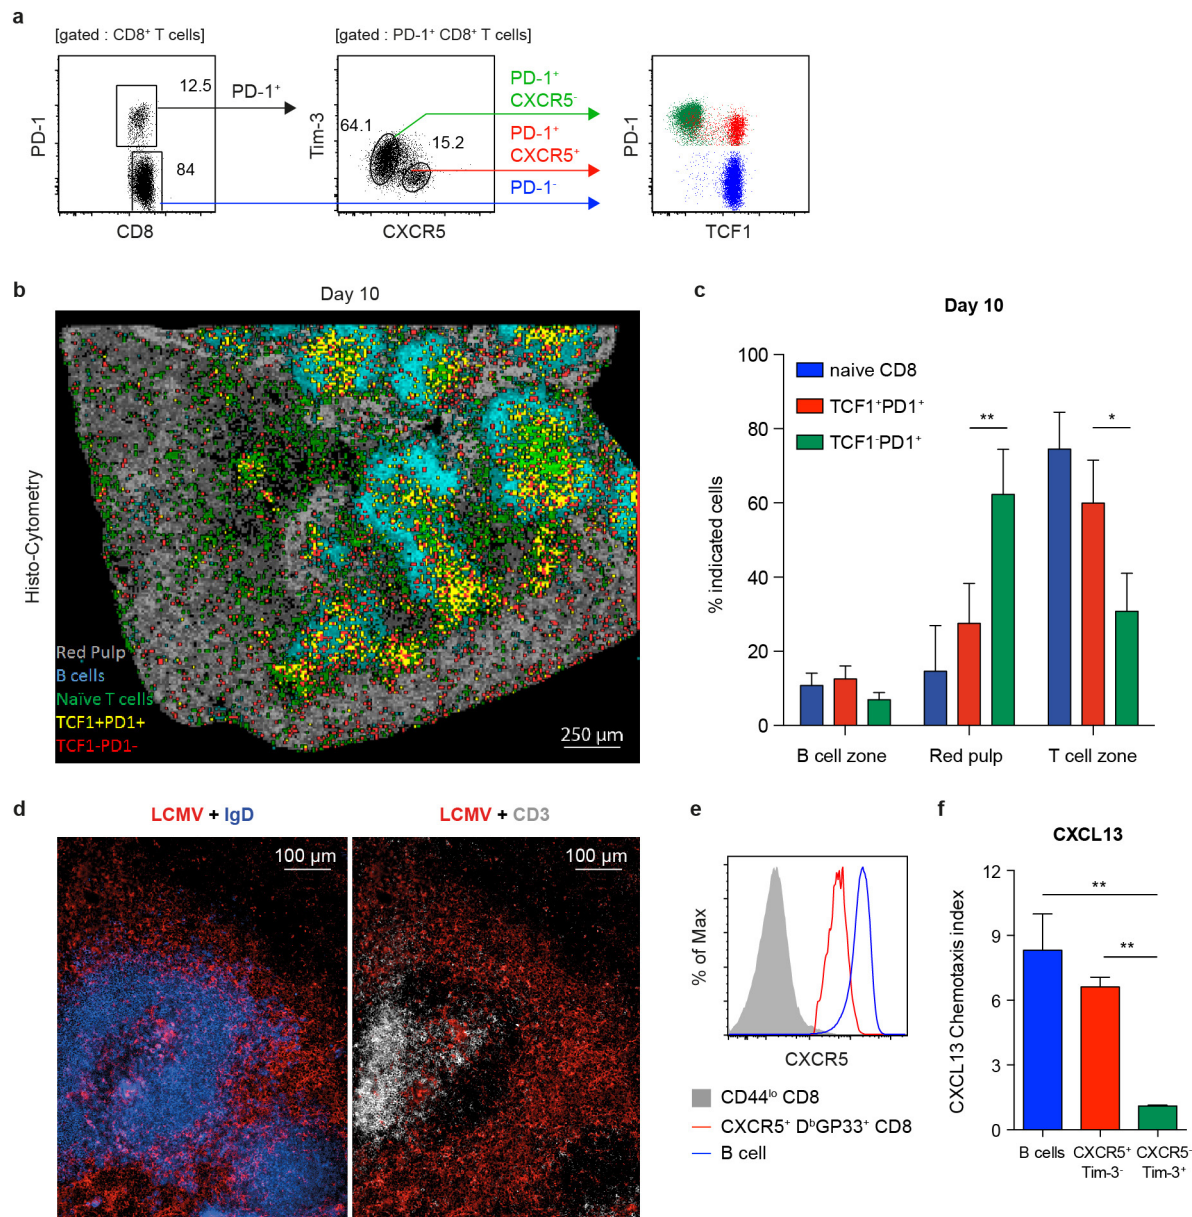 a
[gated : CD8⁺ T cells]
[gated : PD-1⁺ CD8⁺ T cells]
12.5
PD-1⁺
84
PD-1
CD8
64.1
15.2
Tim-3
CXCR5
PD-1⁺
CXCR5⁻
PD-1⁺
CXCR5⁺
PD-1⁻
PD-1
TCF1
b
Day 10
Histo-Cytometry
Red Pulp
B cells
Naïve T cells
TCF1+PD1+
TCF1-PD1-
250 µm
c
Day 10
naive CD8
TCF1⁺PD1⁺
TCF1⁻PD1⁺
**
*
% indicated cells
100
80
60
40
20
0
B cell zone
Red pulp
T cell zone
d
LCMV + IgD
LCMV + CD3
100 µm
100 µm
e
% of Max
CXCR5
CD44ˡᵒ CD8
CXCR5⁺ DᵇGP33⁺ CD8
B cell
f
CXCL13
**
**
CXCL13 Chemotaxis index
12
9
6
3
0
B cells
CXCR5⁺
Tim-3⁻
CXCR5⁻
Tim-3⁺